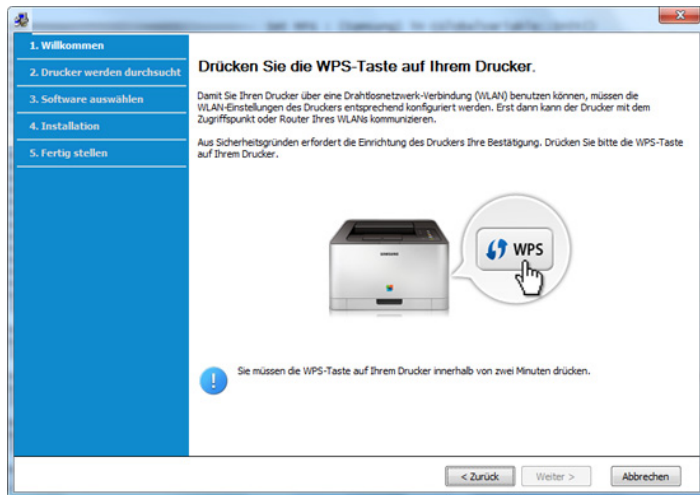 1. Willkommen
2. Drucker werden durchsucht
3. Software auswählen
4. Installation
5. Fertig stellen
Drücken Sie die WPS-Taste auf Ihrem Drucker.
Damit Sie Ihren Drucker über eine Drahtlosnetzwerk-Verbindung (WLAN) benutzen können, müssen die
WLAN-Einstellungen des Druckers entsprechend konfiguriert werden. Erst dann kann der Drucker mit dem
Zugriffspunkt oder Router Ihres WLANs kommunizieren.
Aus Sicherheitsgründen erfordert die Einrichtung des Druckers Ihre Bestätigung. Drücken Sie bitte die WPS-Taste
auf Ihrem Drucker.
SAMSUNG
WPS
Sie müssen die WPS-Taste auf Ihrem Drucker innerhalb von zwei Minuten drücken.
< Zurück
Weiter >
Abbrechen